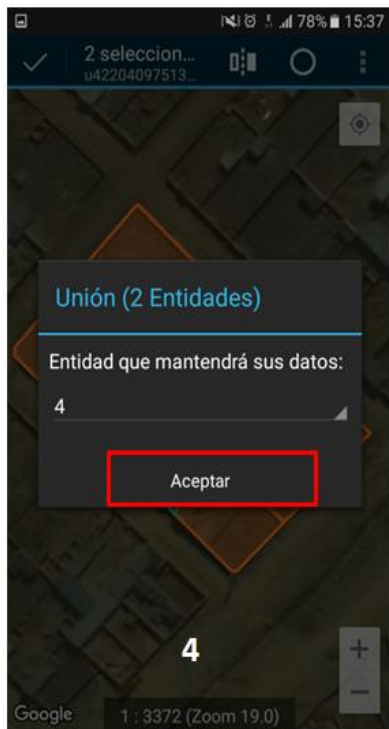 78% 15:37
2 seleccion...
u42204097513...
Unión (2 Entidades)
Entidad que mantendrá sus datos:
4
Aceptar
4
+
−
Google
1 : 3372 (Zoom 19.0)